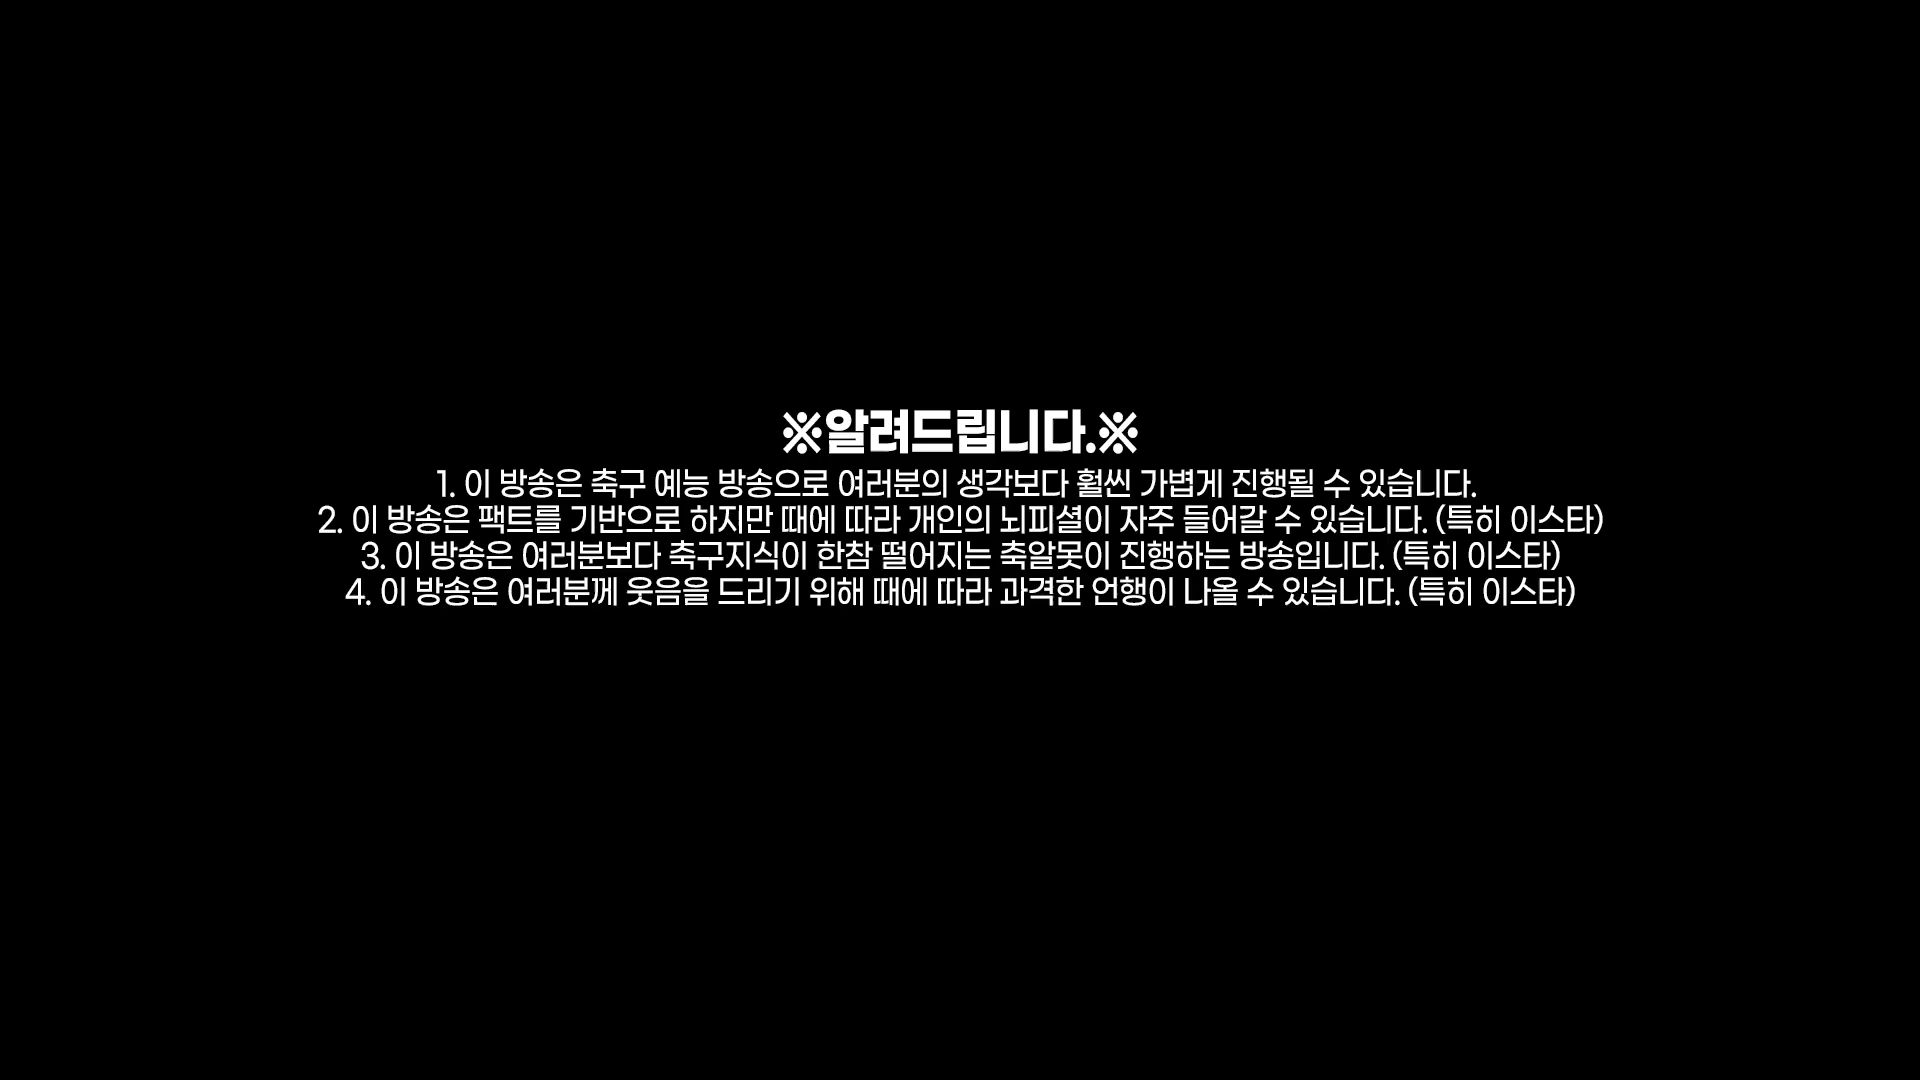 ※알려드립니다.※
1. 이 방송은 축구 예능 방송으로 여러분의 생각보다 훨씬 가볍게 진행될 수 있습니다.
2. 이 방송은 팩트를 기반으로 하지만 때에 따라 개인의 뇌피셜이 자주 들어갈 수 있습니다. (특히 이스타)
3. 이 방송은 여러분보다 축구지식이 한참 떨어지는 축알못이 진행하는 방송입니다. (특히 이스타)
4. 이 방송은 여러분께 웃음을 드리기 위해 때에 따라 과격한 언행이 나올 수 있습니다. (특히 이스타)